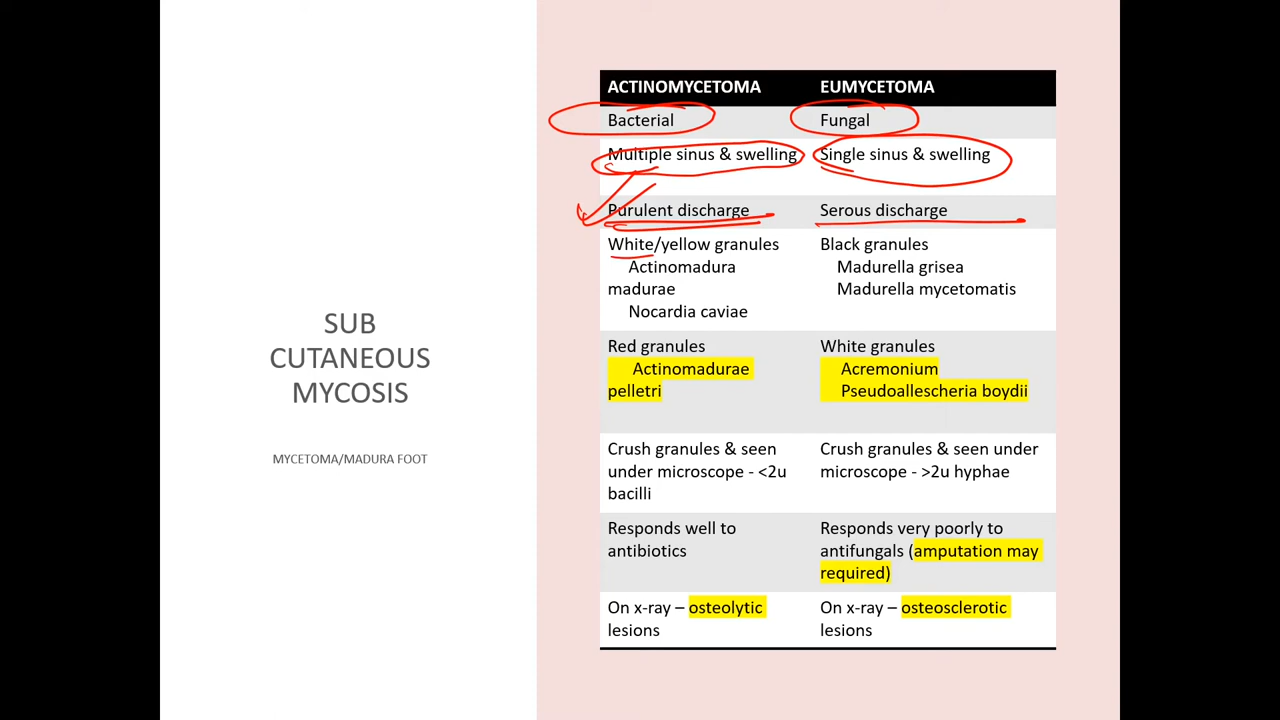 SUB
CUTANEOUS
MYCOSIS
MYCETOMA/MADURA FOOT
ACTINOMYCETOMA EUMYCETOMA
Bacterial Fungal
Multiple sinus & swelling Single sinus & swelling
Purulent discharge Serous discharge
White/yellow granules Black granules
Actinomadura Madurella grisea
madurae Madurella mycetomatis
Nocardia caviae
Red granules White granules
Actinomadurae Acremonium
pelletri Pseudoallescheria boydii
Crush granules & seen Crush granules & seen under
under microscope - <2u microscope - >2u hyphae
bacilli
Responds well to Responds very poorly to
antibiotics antifungals (amputation may
required)
On x-ray – osteolytic On x-ray – osteosclerotic
lesions lesions